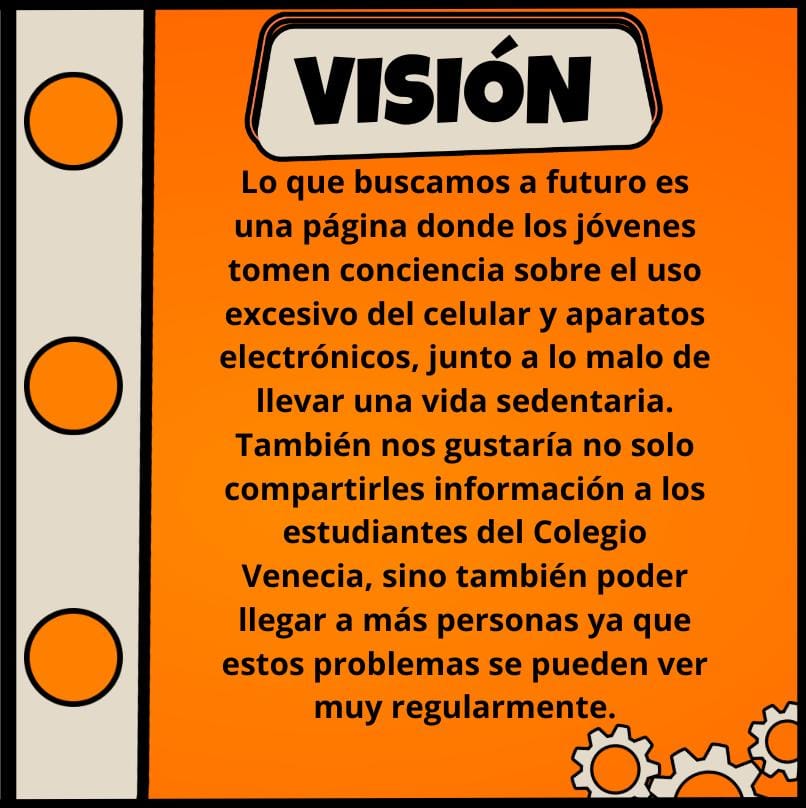 VISIÓN
Lo que buscamos a futuro es
una página donde los jóvenes
tomen conciencia sobre el uso
excesivo del celular y aparatos
electrónicos, junto a lo malo de
llevar una vida sedentaria.
También nos gustaría no solo
compartirles información a los
estudiantes del Colegio
Venecia, sino también poder
llegar a más personas ya que
estos problemas se pueden ver
muy regularmente.